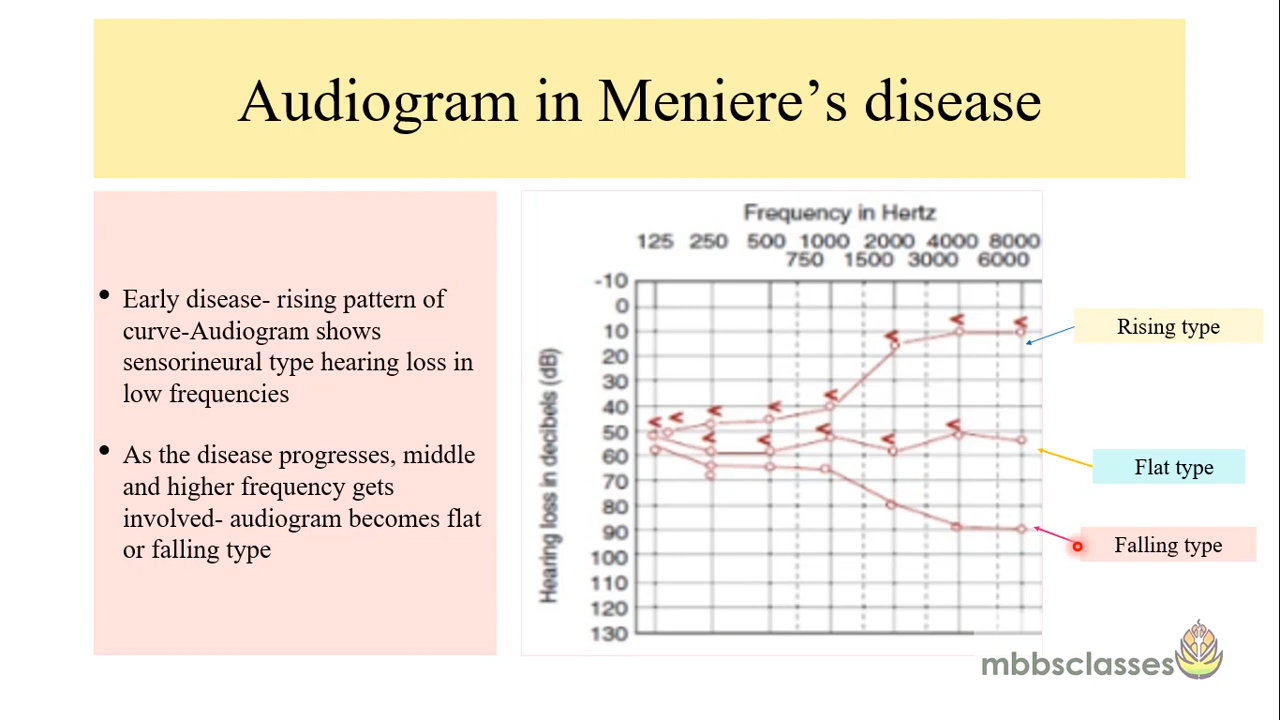 Audiogram in Meniere’s disease
• Early disease- rising pattern of
curve-Audiogram shows
sensorineural type hearing loss in
low frequencies
• As the disease progresses, middle
and higher frequency gets
involved- audiogram becomes flat
or falling type
Frequency in Hertz
125 250 500 1000 2000 4000 8000
750 1500 3000 6000
Hearing loss in decibels (dB)
-10
0
10
20
30
40
50
60
70
80
90
100
110
120
130
Rising type
Flat type
Falling type
mbbsclasses